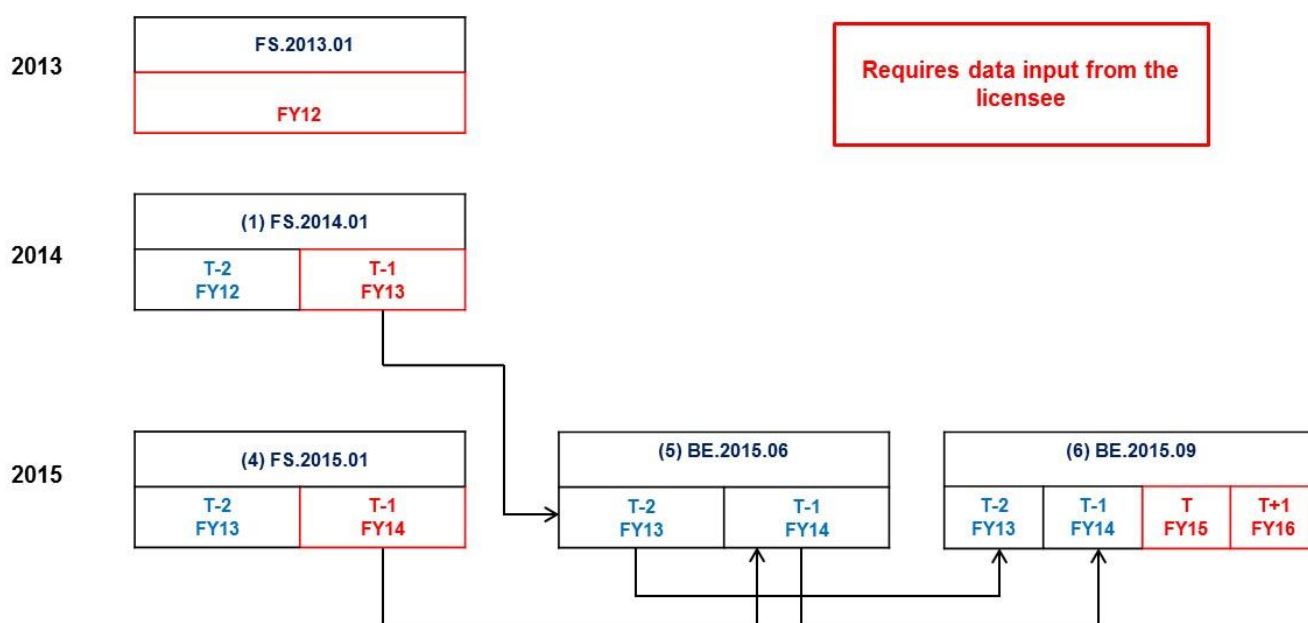 2013
FS.2013.01
FY12
Requires data input from the
licensee
2014
(1) FS.2014.01
T-2
FY12
T-1
FY13
2015
(4) FS.2015.01
T-2
FY13
T-1
FY14
(5) BE.2015.06
T-2
FY13
T-1
FY14
(6) BE.2015.09
T-2
FY13
T-1
FY14
T
FY15
T+1
FY16